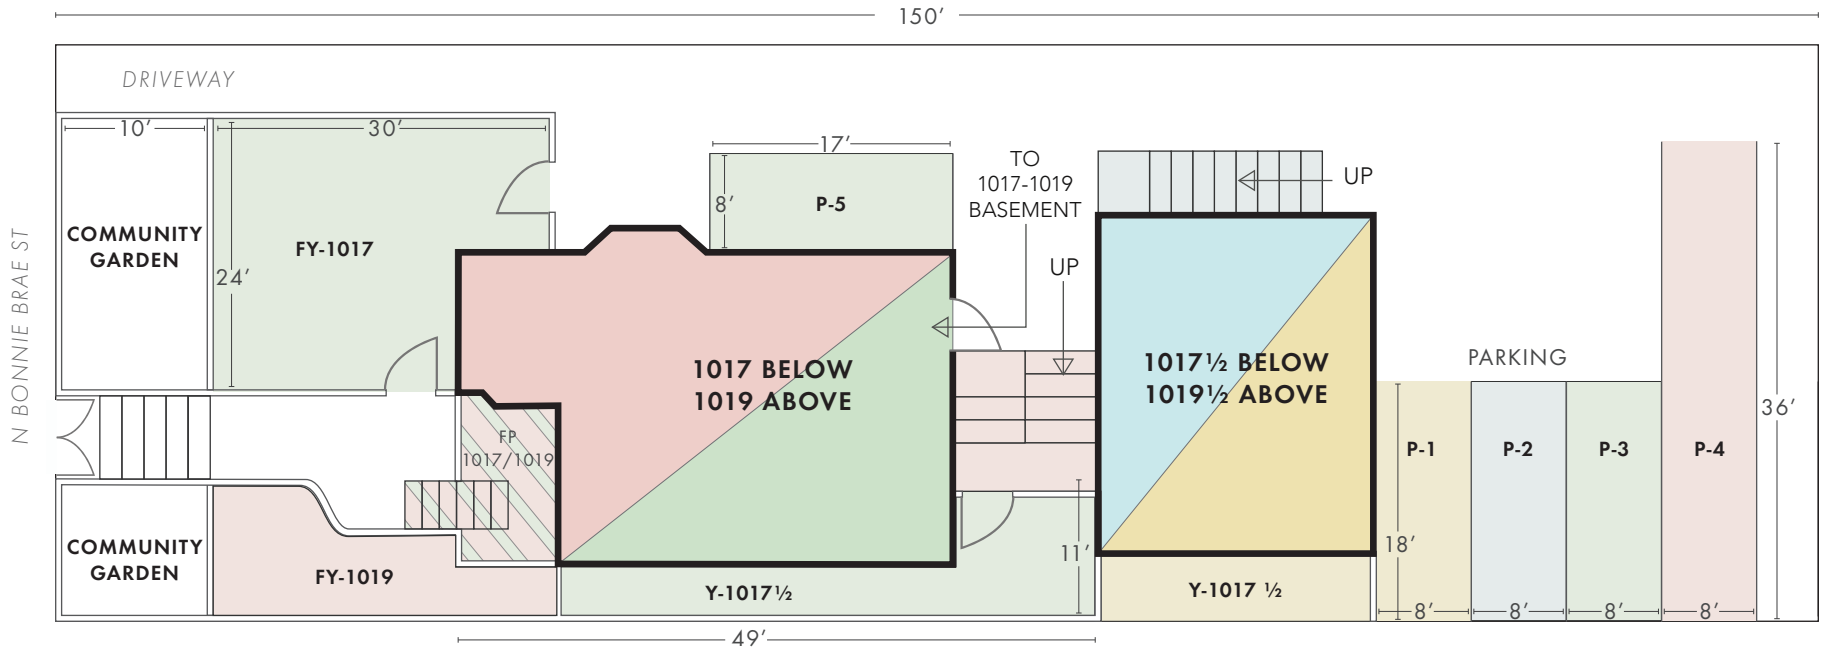 150′
DRIVEWAY
10′
30′
17′
TO
1017-1019
BASEMENT
UP
8′
P-5
N BONNIE BRAE ST
COMMUNITY
GARDEN
FY-1017
24′
UP
1017 BELOW
1019 ABOVE
1017½ BELOW
1019½ ABOVE
PARKING
36′
FP
1017/1019
P-1
P-2
P-3
P-4
COMMUNITY
GARDEN
FY-1019
11′
18′
Y-1017½
Y-1017 ½
8′
8′
8′
8′
49′